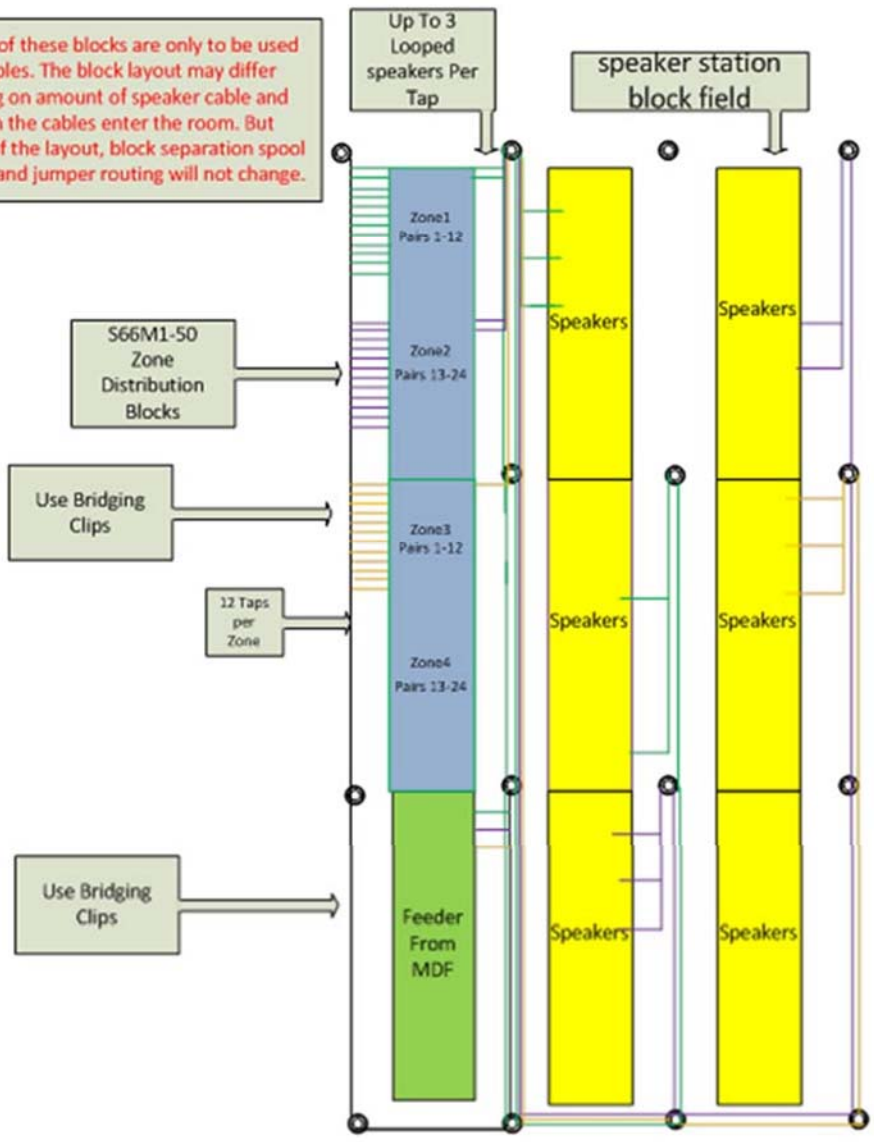 of these blocks are only to be used
bles. The block layout may differ
g on amount of speaker cable and
n the cables enter the room. But
of the layout, block separation spool
and jumper routing will not change.
Up To 3
Looped
speakers Per
Tap
speaker station
block field
S66M1-50
Zone
Distribution
Blocks
Use Bridging
Clips
12 Taps
per
Zone
Use Bridging
Clips
Zone1
Pairs 1-12
Zone2
Pairs 13-24
Zone3
Pairs 1-12
Zone4
Pairs 13-24
Feeder
From
MDF
Speakers
Speakers
Speakers
Speakers
Speakers
Speakers